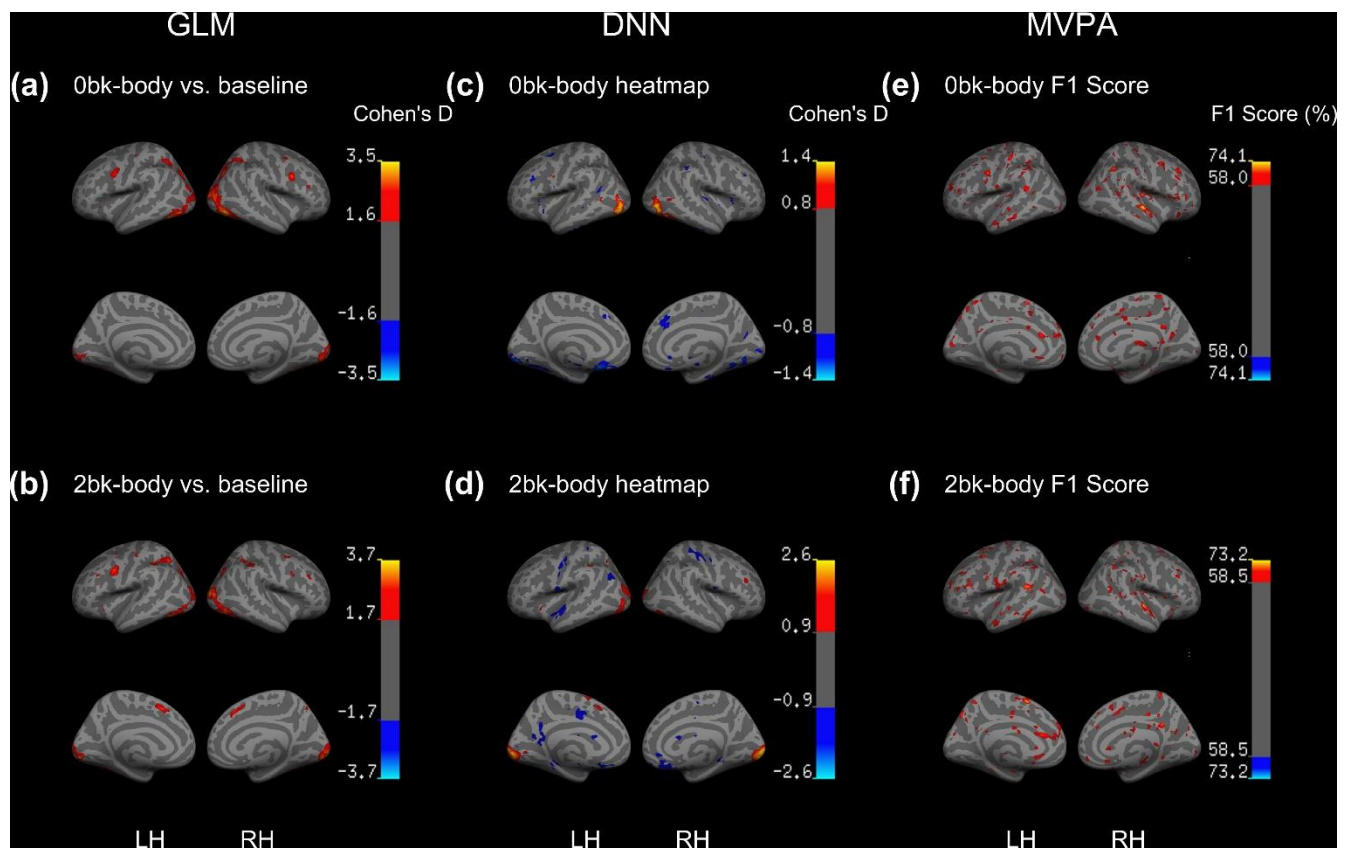 GLM DNN MVPA
(a) 0bk-body vs. baseline
Cohen's D
3.5
1.6
-1.6
-3.5
(c) 0bk-body heatmap
Cohen's D
1.4
0.8
-0.8
-1.4
(e) 0bk-body F1 Score
F1 Score (%)
74.1
58.0
58.0
74.1
(b) 2bk-body vs. baseline
3.7
1.7
-1.7
-3.7
(d) 2bk-body heatmap
2.6
0.9
-0.9
-2.6
(f) 2bk-body F1 Score
73.2
58.5
58.5
73.2
LH RH LH RH LH RH